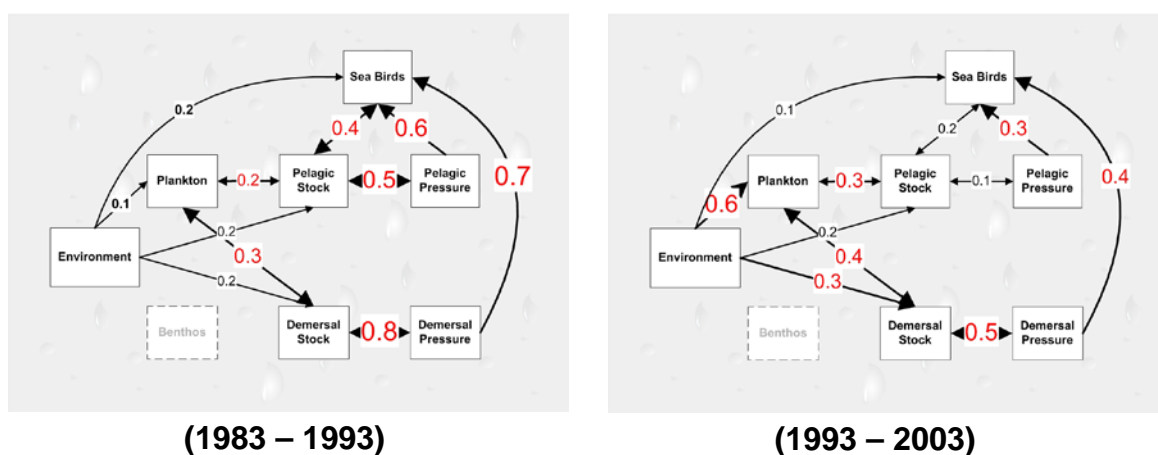 Sea Birds
0.2
0.4
0.6
Plankton
0.2
Pelagic
Stock
0.5
Pelagic
Pressure
0.7
0.1
0.2
Environment
0.3
0.2
Benthos
Demersal
Stock
0.8
Demersal
Pressure
(1983 – 1993)
Sea Birds
0.1
0.2
0.3
Plankton
0.3
Pelagic
Stock
0.1
Pelagic
Pressure
0.4
0.6
0.2
Environment
0.4
0.3
Benthos
Demersal
Stock
0.5
Demersal
Pressure
(1993 – 2003)